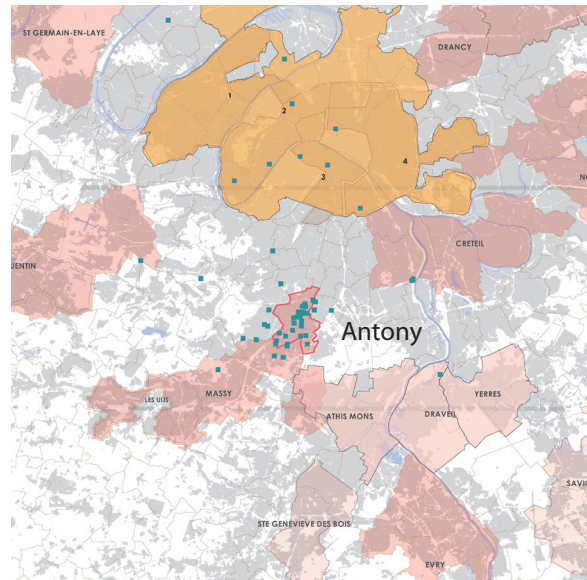 ST GERMAIN-EN-LAYE
DRANCY
1
2
4
3
NO
CRETEIL
UENTIN
Antony
MASSY
LES ULIS
YERRES
ATHIS MONS
DRAVEIL
SAVIG
STE GENEVIEVE DES BOIS
EVRY